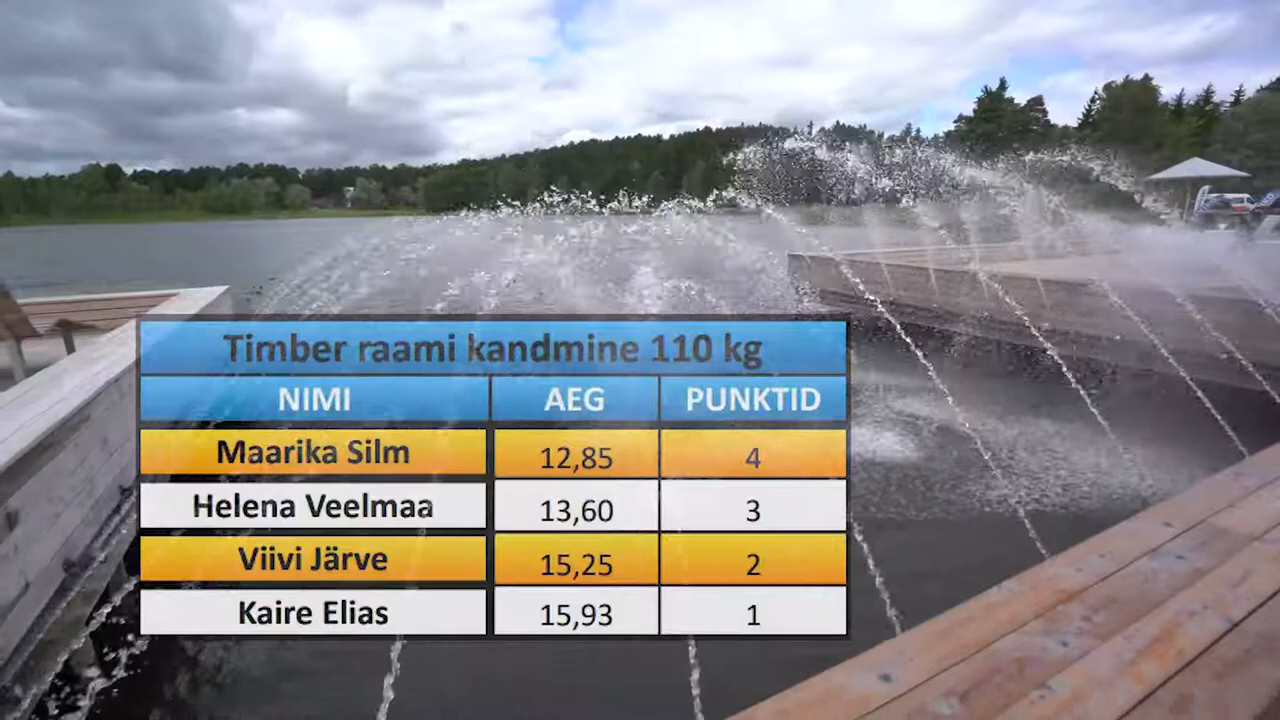 Timber raami kandmine 110 kg
NIMI AEG PUNKTID
Maarika Silm 12,85 4
Helena Veelmaa 13,60 3
Viivi Järve 15,25 2
Kaire Elias 15,93 1